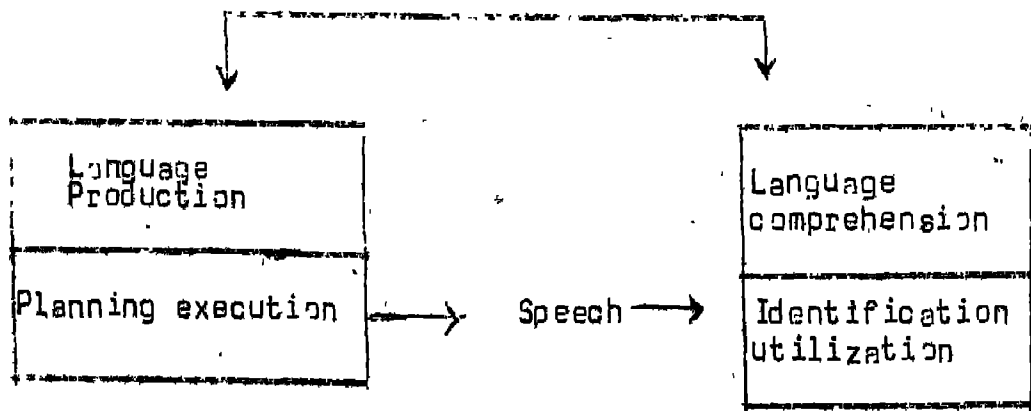 Language
Production
Planning execution
Speech
Language
comprehension
Identification
utilization